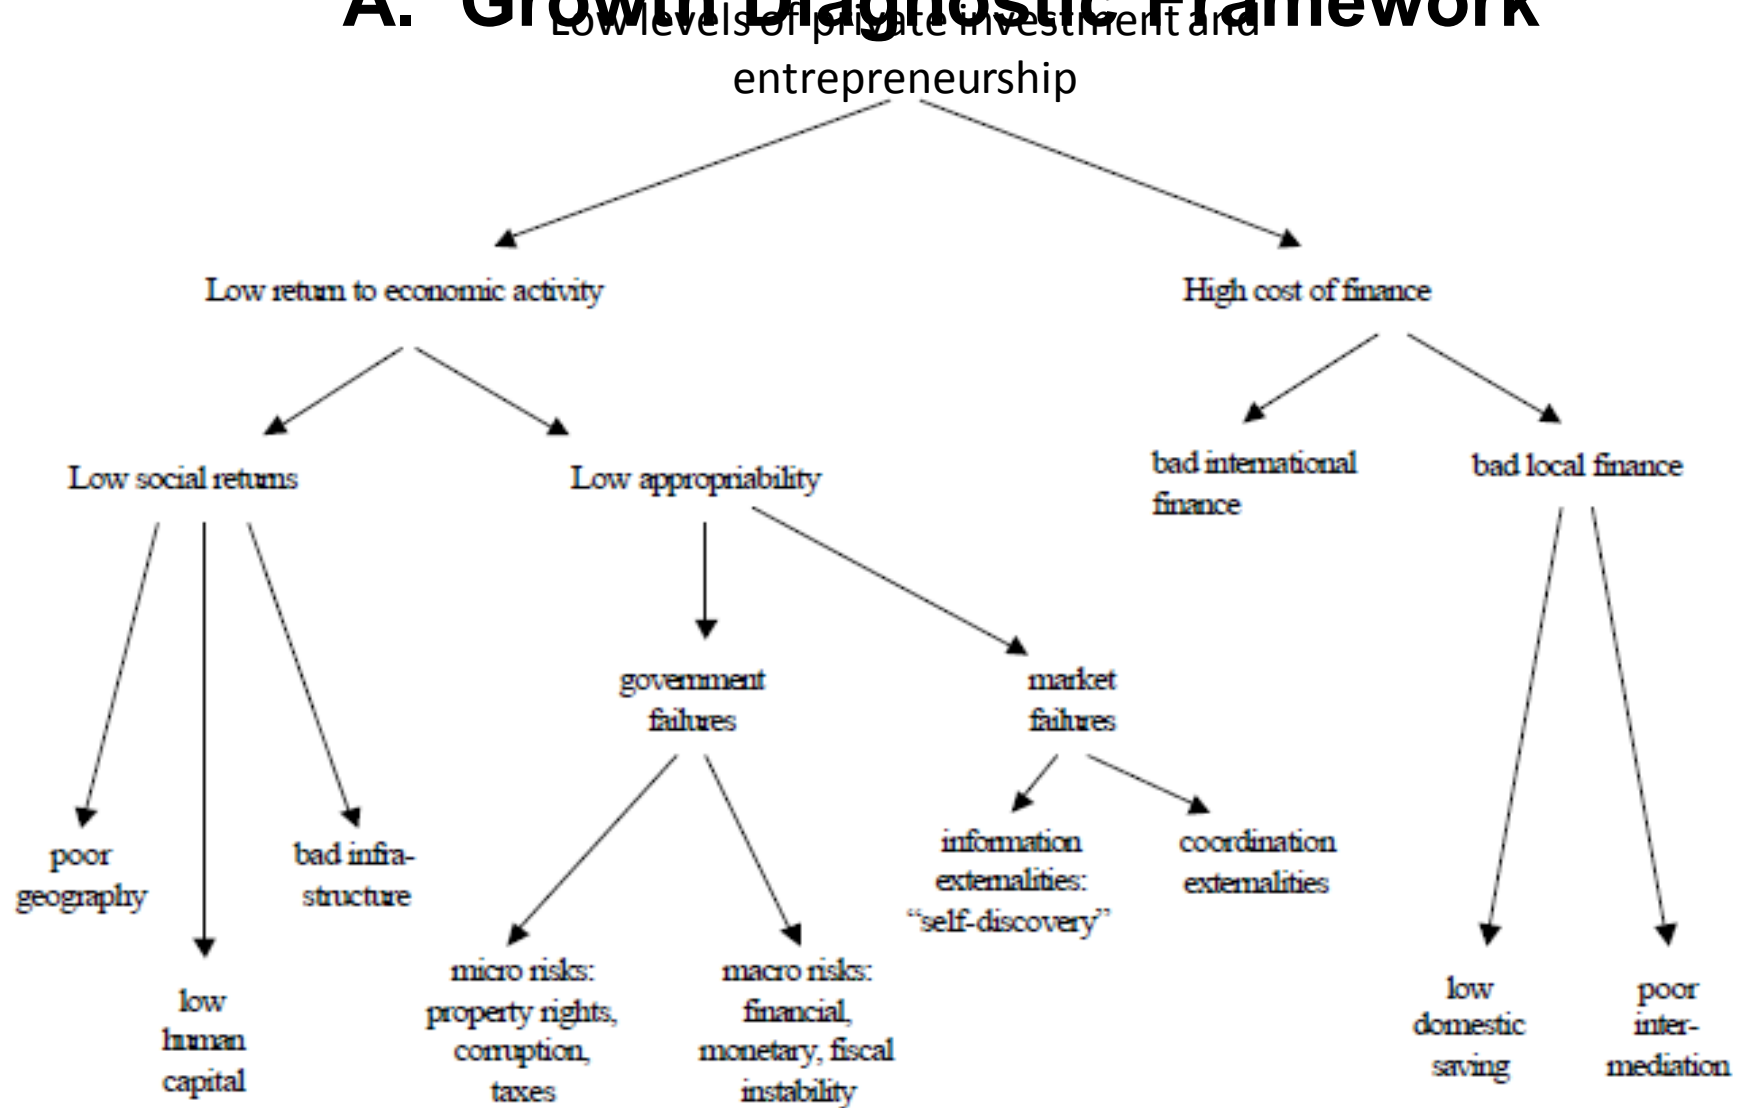 A. Growth Diagnostic Framework
Low levels of private investment and
entrepreneurship
Low return to economic activity
High cost of finance
Low social returns
Low appropriability
bad international
finance
bad local finance
government
failures
market
failures
poor
geography
bad infra-
structure
information
externalities:
“self-discovery”
coordination
externalities
low
human
capital
micro risks:
property rights,
corruption,
taxes
macro risks:
financial,
monetary, fiscal
instability
low
domestic
saving
poor
inter-
mediation